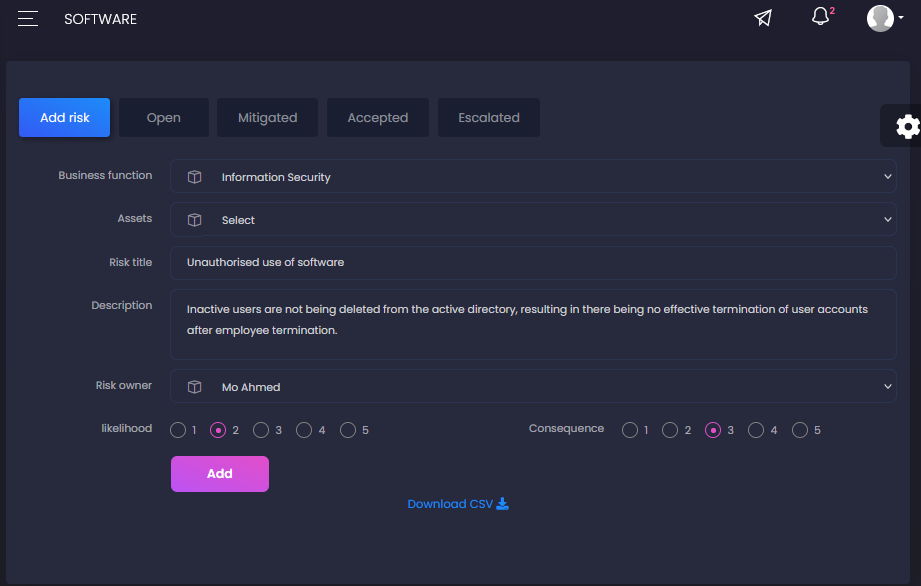 SOFTWARE
2
Add risk
Open
Mitigated
Accepted
Escalated
Business function
Information Security
Assets
Select
Risk title
Unauthorised use of software
Description
Inactive users are not being deleted from the active directory, resulting in there being no effective termination of user accounts
after employee termination.
Risk owner
Mo Ahmed
likelihood 1 2 3 4 5
Consequence 1 2 3 4 5
Add
Download CSV